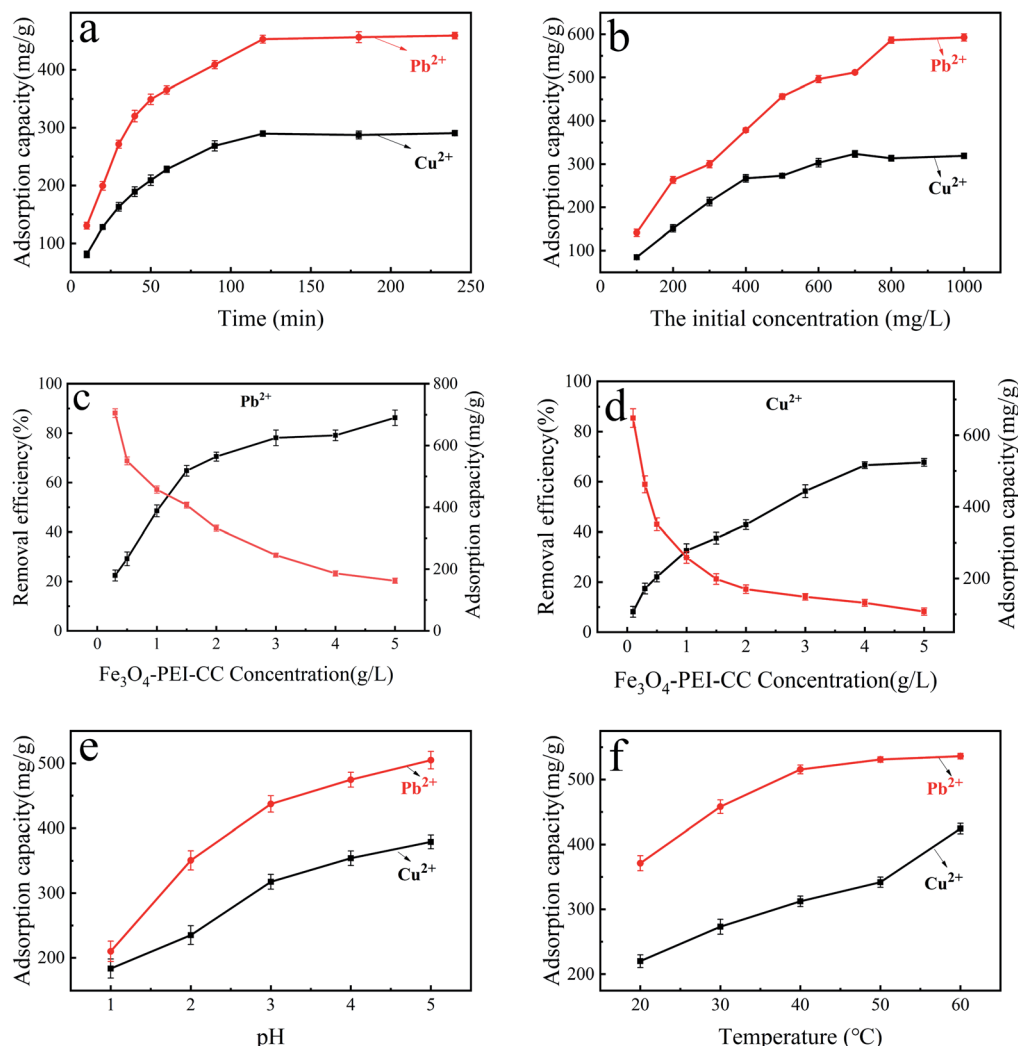 a
Adsorption capacity(mg/g)
400
300
200
100
Pb²⁺
Cu²⁺
0
50
100
150
200
250
Time (min)
b
Adsorption capacity(mg/g)
600
500
400
300
200
100
Pb²⁺
Cu²⁺
200
400
600
800
1000
The initial concentration (mg/L)
c
Pb²⁺
Removal efficiency(%)
100
80
60
40
20
0
Adsorption capacity(mg/g)
800
600
400
200
0
0
1
2
3
4
5
Fe₃O₄-PEI-CC Concentration(g/L)
d
Cu²⁺
Removal efficiency(%)
100
80
60
40
20
0
Adsorption capacity(mg/g)
600
400
200
0
1
2
3
4
5
Fe₃O₄-PEI-CC Concentration(g/L)
e
Adsorption capacity(mg/g)
500
400
300
200
Pb²⁺
Cu²⁺
1
2
3
4
5
pH
f
Adsorption capacity(mg/g)
500
400
300
200
Pb²⁺
Cu²⁺
20
30
40
50
60
Temperature (℃)